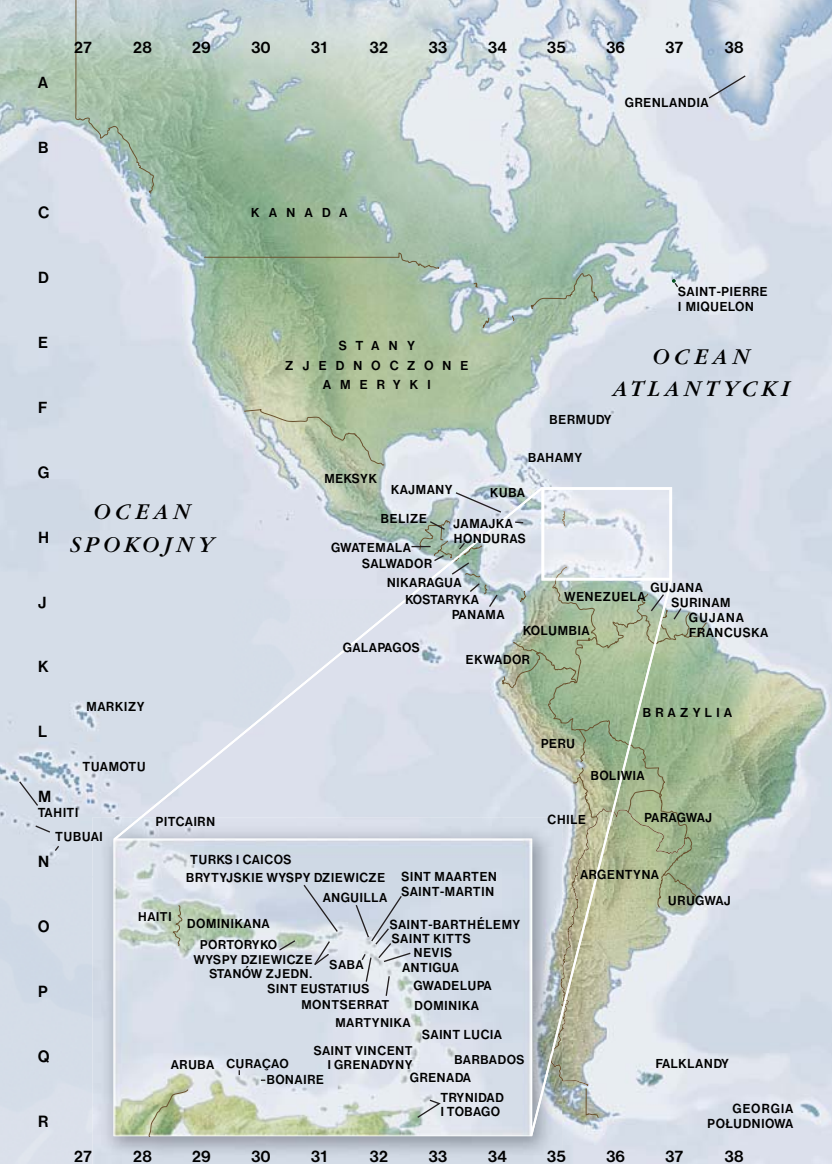 27 28 29 30 31 32 33 34 35 36 37 38
A
GRENLANDIA
B
C
KANADA
D
SAINT-PIERRE
I MIQUELON
E
STANY
ZJEDNOCZONE
AMERYKI
OCEAN
ATLANTYCKI
F
BERMUDY
G
BAHAMY
MEKSYK
KAJMANY
KUBA
OCEAN
SPOKOJNY
H
BELIZE
JAMAJKA
HONDURAS
GWATEMALA
SALWADOR
NIKARAGUA
KOSTARYKA
PANAMA
J
WENEZUELA
GUJANA
SURINAM
GUJANA
FRANCUSKA
KOLUMBIA
GALAPAGOS
K
EKWADOR
MARKIZY
BRAZYLIA
L
PERU
TUAMOTU
BOLIWIA
M
TAHITI
PITCAIRN
CHILE
PARAGWAJ
TUBUAI
N
ARGENTYNA
URUGWAJ
TURKS I CAICOS
BRYTYJSKIE WYSPY DZIEWICZE
SINT MAARTEN
SAINT-MARTIN
ANGUILLA
O
HAITI
DOMINIKANA
SAINT-BARTHÉLEMY
SAINT KITTS
NEVIS
PORTORYKO
WYSPY DZIEWICZE
STANÓW ZJEDN.
SABA
ANTIGUA
SINT EUSTATIUS
GWADELUPA
P
MONTSERRAT
DOMINIKA
MARTYNIKA
SAINT LUCIA
Q
SAINT VINCENT
I GRENADYNY
BARBADOS
ARUBA
CURAÇAO
BONAIRE
GRENADA
FALKLANDY
TRYNIDAD
I TOBAGO
GEORGIA
POŁUDNIOWA
R
27 28 29 30 31 32 33 34 35 36 37 38